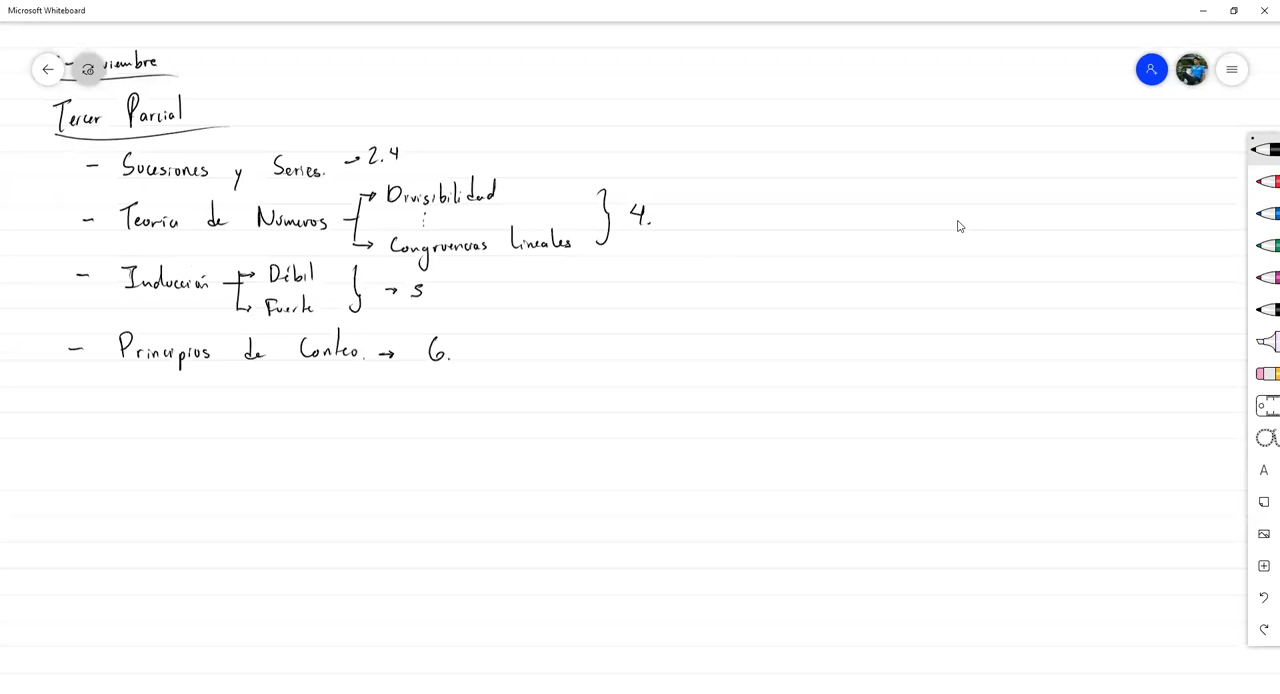 Microsoft Whiteboard
Tercer Parcial
- Sucesiones y Series. → 2.4
- Teoría de Números → Divisibilidad
⋮
→ Congruencias lineales } 4.
- Inducción → Débil
→ Fuerte } → 5
- Principios de Conteo. → 6.
A